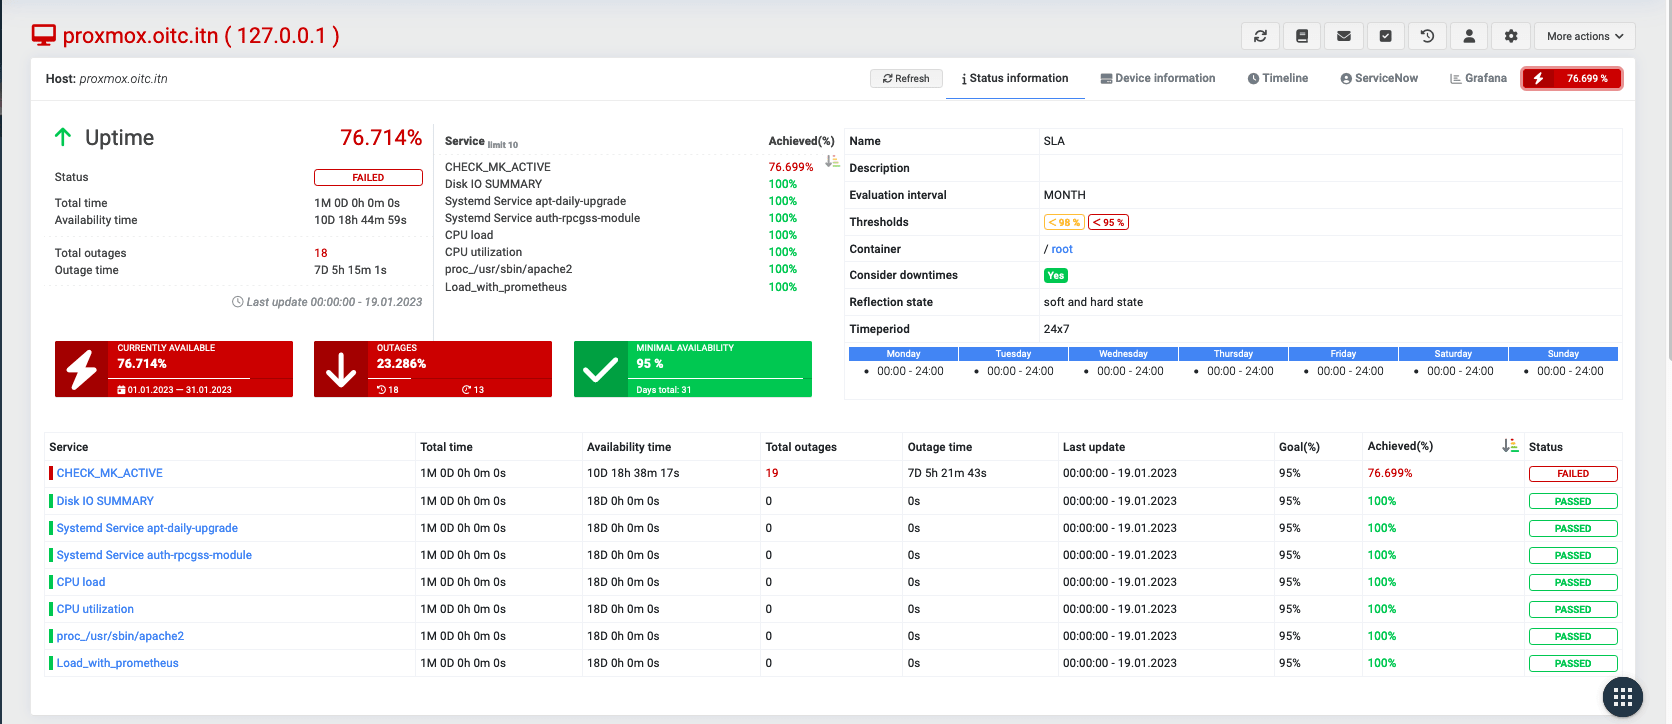 proxmox.oitc.itn ( 127.0.0.1 )
More actions
Host: proxmox.oitc.itn
Refresh
Status information
Device information
Timeline
ServiceNow
Grafana
76.699 %
Uptime 76.714%
Status FAILED
Total time 1M 0D 0h 0m 0s
Availability time 10D 18h 44m 59s
Total outages 18
Outage time 7D 5h 15m 1s
Last update 00:00:00 - 19.01.2023
Service limit 10 Achieved(%)
CHECK_MK_ACTIVE 76.699%
Disk IO SUMMARY 100%
Systemd Service apt-daily-upgrade 100%
Systemd Service auth-rpcgss-module 100%
CPU load 100%
CPU utilization 100%
proc_/usr/sbin/apache2 100%
Load_with_prometheus 100%
Name SLA
Description
Evaluation interval MONTH
Thresholds < 98 % < 95 %
Container / root
Consider downtimes Yes
Reflection state soft and hard state
Timeperiod 24x7
Monday Tuesday Wednesday Thursday Friday Saturday Sunday
• 00:00 - 24:00 • 00:00 - 24:00 • 00:00 - 24:00 • 00:00 - 24:00 • 00:00 - 24:00 • 00:00 - 24:00 • 00:00 - 24:00
CURRENTLY AVAILABLE
76.714%
01.01.2023 — 31.01.2023
OUTAGES
23.286%
18 13
MINIMAL AVAILABILITY
95 %
Days total: 31
Service Total time Availability time Total outages Outage time Last update Goal(%) Achieved(%) Status
CHECK_MK_ACTIVE 1M 0D 0h 0m 0s 10D 18h 38m 17s 19 7D 5h 21m 43s 00:00:00 - 19.01.2023 95% 76.699% FAILED
Disk IO SUMMARY 1M 0D 0h 0m 0s 18D 0h 0m 0s 0 0s 00:00:00 - 19.01.2023 95% 100% PASSED
Systemd Service apt-daily-upgrade 1M 0D 0h 0m 0s 18D 0h 0m 0s 0 0s 00:00:00 - 19.01.2023 95% 100% PASSED
Systemd Service auth-rpcgss-module 1M 0D 0h 0m 0s 18D 0h 0m 0s 0 0s 00:00:00 - 19.01.2023 95% 100% PASSED
CPU load 1M 0D 0h 0m 0s 18D 0h 0m 0s 0 0s 00:00:00 - 19.01.2023 95% 100% PASSED
CPU utilization 1M 0D 0h 0m 0s 18D 0h 0m 0s 0 0s 00:00:00 - 19.01.2023 95% 100% PASSED
proc_/usr/sbin/apache2 1M 0D 0h 0m 0s 18D 0h 0m 0s 0 0s 00:00:00 - 19.01.2023 95% 100% PASSED
Load_with_prometheus 1M 0D 0h 0m 0s 18D 0h 0m 0s 0 0s 00:00:00 - 19.01.2023 95% 100% PASSED